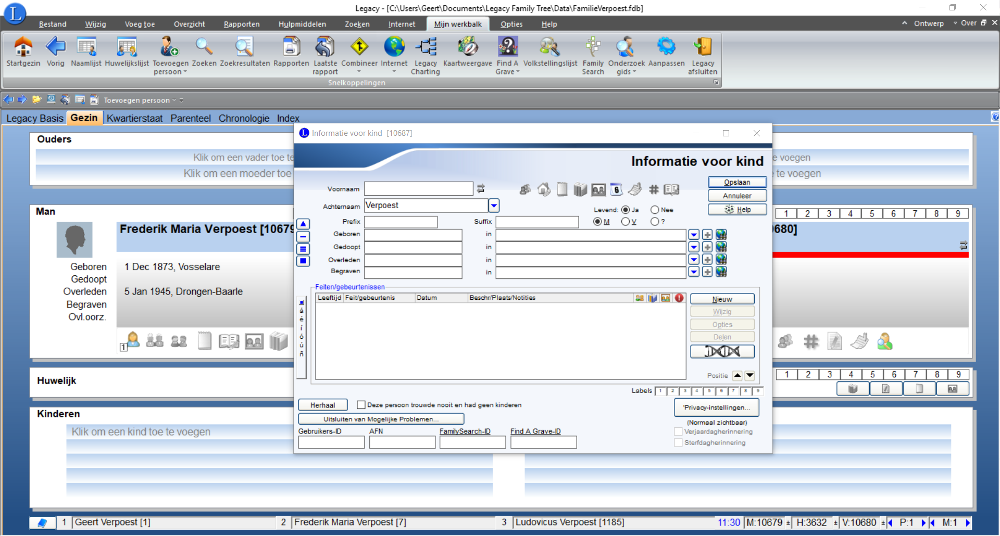 Legacy - [C:\Users\Geert\Documents\Legacy Family Tree\Data\FamilieVerpoest.fdb]
Bestand Wijzig Voeg toe Overzicht Rapporten Hulpmiddelen Zoeken Internet Mijn werkbalk Opties Help Ontwerp Over
Startgezin Vorig Naamlijst Huwelijkslijst Toevoegen persoon Zoeken Zoekresultaten Rapporten Laatste rapport Combineer Internet Legacy Charting Kaartweergave Find A Grave Volkstellingslijst Family Search Onderzoek gids Aanpassen Legacy afsluiten
Snelkoppelingen
Toevoegen persoon
Legacy Basis Gezin Kwartierstaat Parenteel Chronologie Index
Informatie voor kind [10687]
Ouders
Klik om een vader toe te
e voegen
Klik om een moeder toe
te voegen
Informatie voor kind
Voornaam
Opslaan
Achternaam Verpoest
Annuleer
Levend: Ja Nee
Help
Prefix Suffix M V ?
Geboren in
Gedoopt in
Overleden in
Begraven in
Man
1 2 3 4 5 6 7 8 9
Frederik Maria Verpoest [10679
680]
Geboren 1 Dec 1873, Vosselare
Gedoopt
Overleden 5 Jan 1945, Drongen-Baarle
Begraven
Ovl.oorz.
1
Feiten/gebeurtenissen
Leeftijd Feit/gebeurtenis Datum Beschr/Plaats/Notities
Nieuw
Wijzig
Opties
Delen
á
é
í
ó
ú
ñ
Positie
Labels 1 2 3 4 5 6 7 8 9
Huwelijk
1 2 3 4 5 6 7 8 9
Herhaal Deze persoon trouwde nooit en had geen kinderen
'Privacy-instellingen...
Uitsluiten van Mogelijke Problemen...
(Normaal zichtbaar)
Gebruikers-ID AFN FamilySearch-ID Find A Grave-ID
Verjaardagherinnering
Sterfdagherinnering
Kinderen
Klik om een kind toe te voegen
1 Geert Verpoest [1] 2 Frederik Maria Verpoest [7] 3 Ludovicus Verpoest [1185] 11:30 M:10679 ± H:3632 ± V:10680 ± P:1 M:1